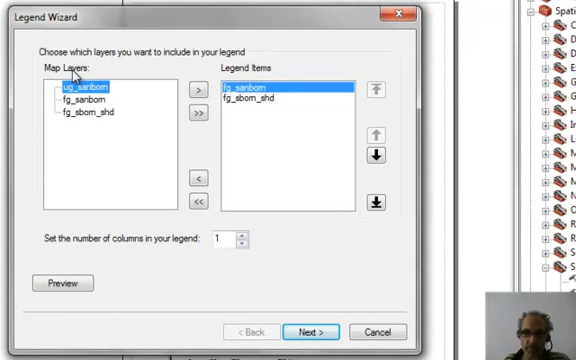 Legend Wizard
Choose which layers you want to include in your legend
Map Layers:
Legend Items
ug_sanborn
fg_sanborn
fg_sborn_shd
fg_sanborn
fg_sborn_shd
>
>>
<
<<
Set the number of columns in your legend:
1
Preview
< Back
Next >
Cancel
Spati